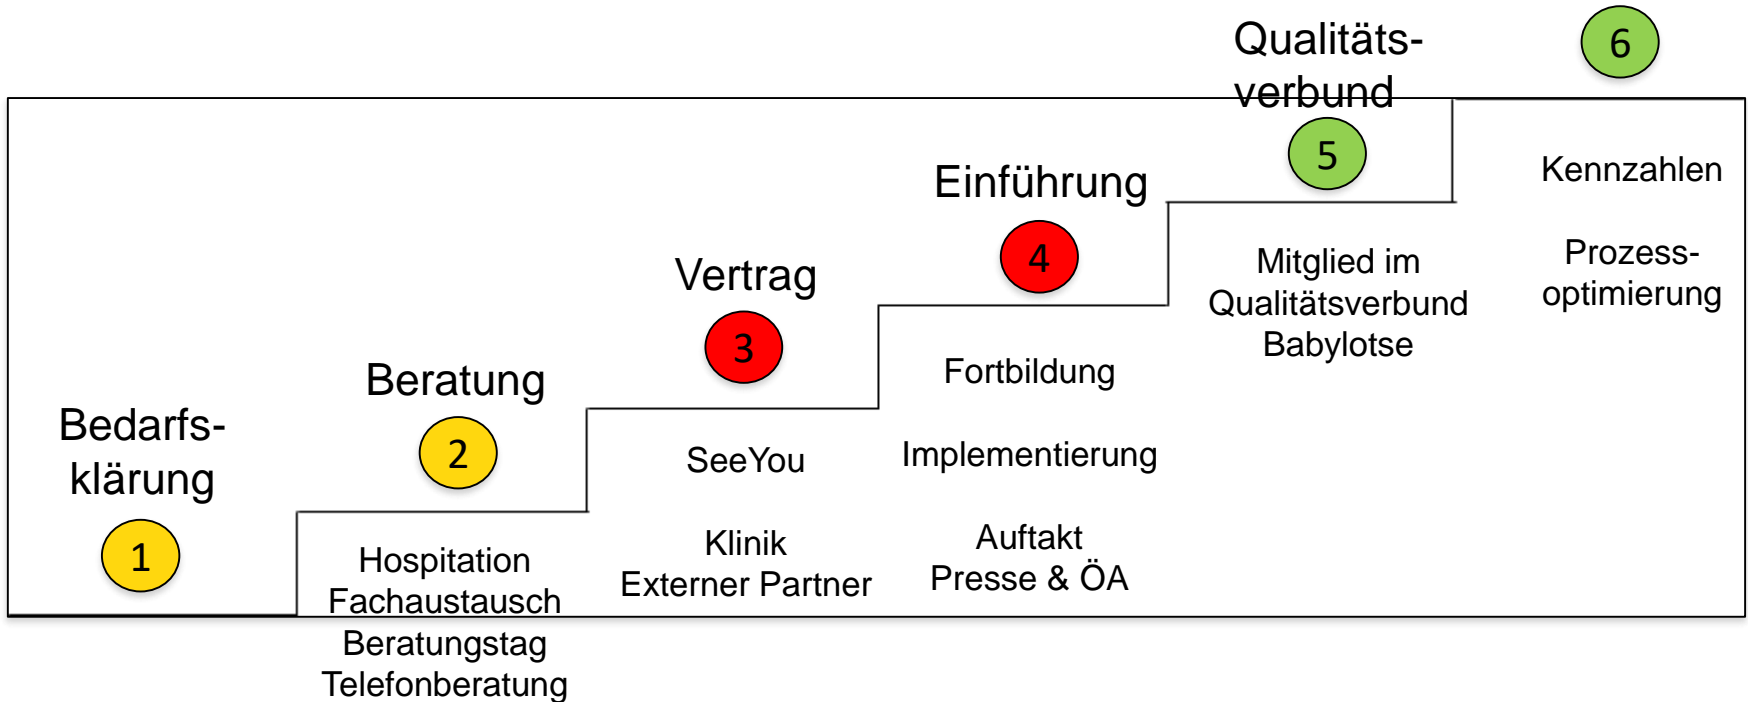 Bedarfs-
klärung
1
Beratung
2
Hospitation
Fachaustausch
Beratungstag
Telefonberatung
Vertrag
3
SeeYou
Klinik
Externer Partner
Einführung
4
Fortbildung
Implementierung
Auftakt
Presse & ÖA
Qualitäts-
verbund
5
Mitglied im
Qualitätsverbund
Babylotse
6
Kennzahlen
Prozess-
optimierung